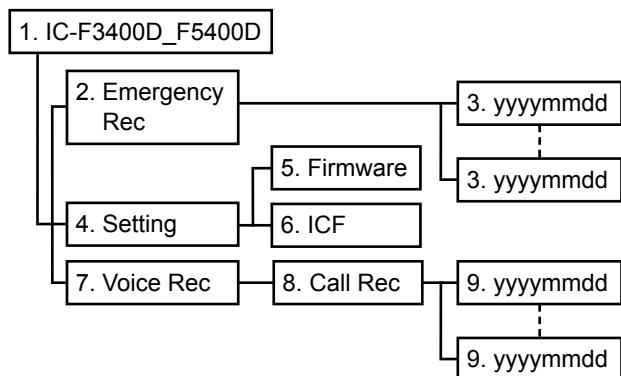 1. IC-F3400D_F5400D
2. Emergency
Rec
3. yyyymmdd
3. yyyymmdd
4. Setting
5. Firmware
6. ICF
7. Voice Rec
8. Call Rec
9. yyyymmdd
9. yyyymmdd